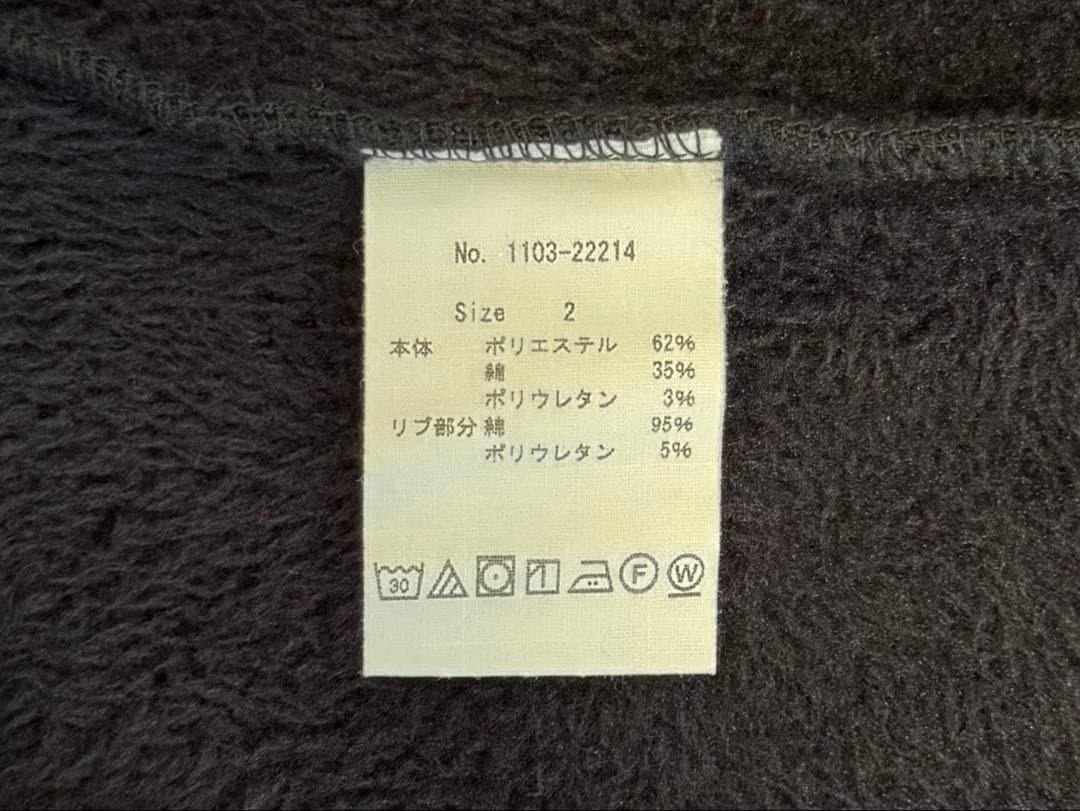 No. 1103-22214
Size 2
本体 ポリエステル 62%
綿 35%
ポリウレタン 3%
リブ部分 綿 95%
ポリウレタン 5%
30 F W